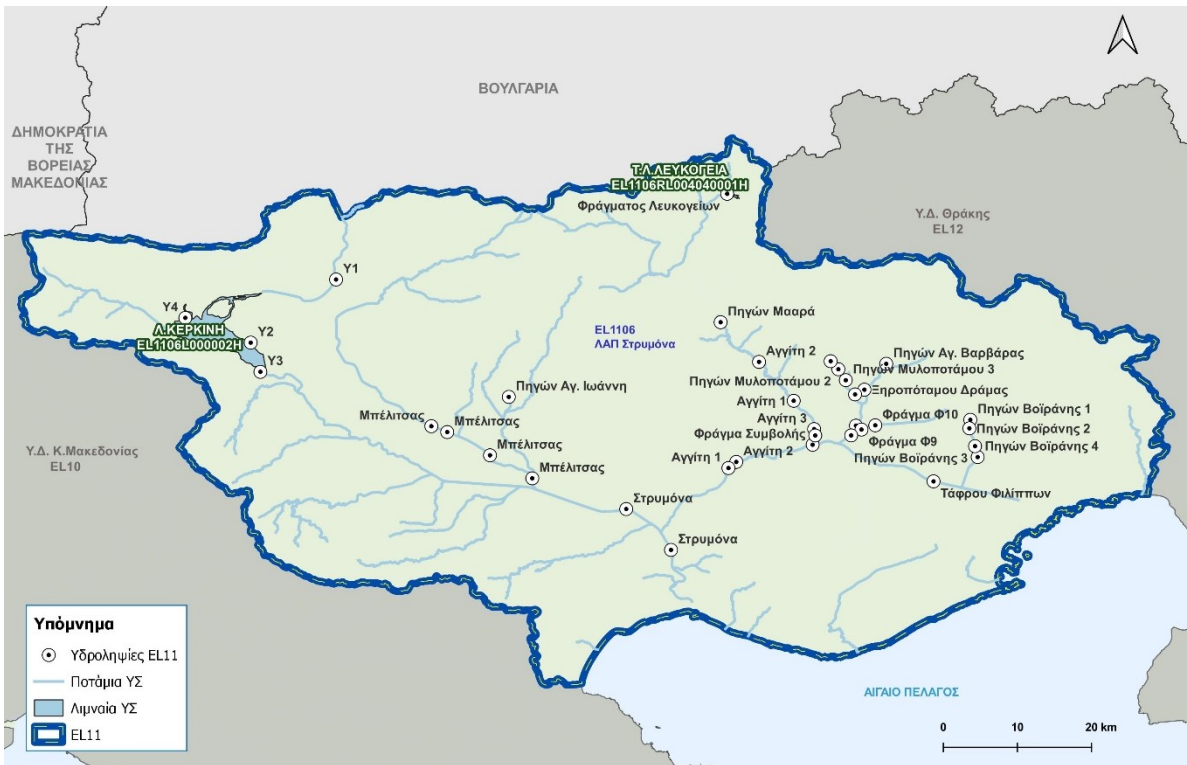 ΒΟΥΛΓΑΡΙΑ
ΔΗΜΟΚΡΑΤΙΑ
ΤΗΣ
ΒΟΡΕΙΑΣ
ΜΑΚΕΔΟΝΙΑΣ
Τ.Λ.ΛΕΥΚΟΓΕΙΑ
EL1106RL004040001H
Φράγματος Λευκογείων
Υ.Δ. Θράκης
EL12
Υ1
Υ4
Λ.ΚΕΡΚΙΝΗ
EL1106L000002H
Υ2
Υ3
EL1106
ΛΑΠ Στρυμόνα
Πηγών Μααρά
Αγγίτη 2
Πηγών Αγ. Βαρβάρας
Πηγών Μυλοποτάμου 3
Πηγών Μυλοποτάμου 2
Ξηροπόταμου Δράμας
Πηγών Αγ. Ιωάννη
Αγγίτη 1
Μπέλιτσας
Μπέλιτσας
Αγγίτη 3
Φράγμα Φ10
Πηγών Βοϊράνης 1
Πηγών Βοϊράνης 2
Φράγμα Συμβολής
Φράγμα Φ9
Πηγών Βοϊράνης 4
Πηγών Βοϊράνης 3
Μπέλιτσας
Αγγίτη 2
Αγγίτη 1
Μπέλιτσας
Τάφρου Φιλίππων
Υ.Δ. Κ.Μακεδονίας
EL10
Στρυμόνα
Στρυμόνα
Υπόμνημα
Υδροληψίες EL11
Ποτάμια ΥΣ
Λιμναία ΥΣ
EL11
ΑΙΓΑΙΟ ΠΕΛΑΓΟΣ
0 10 20 km